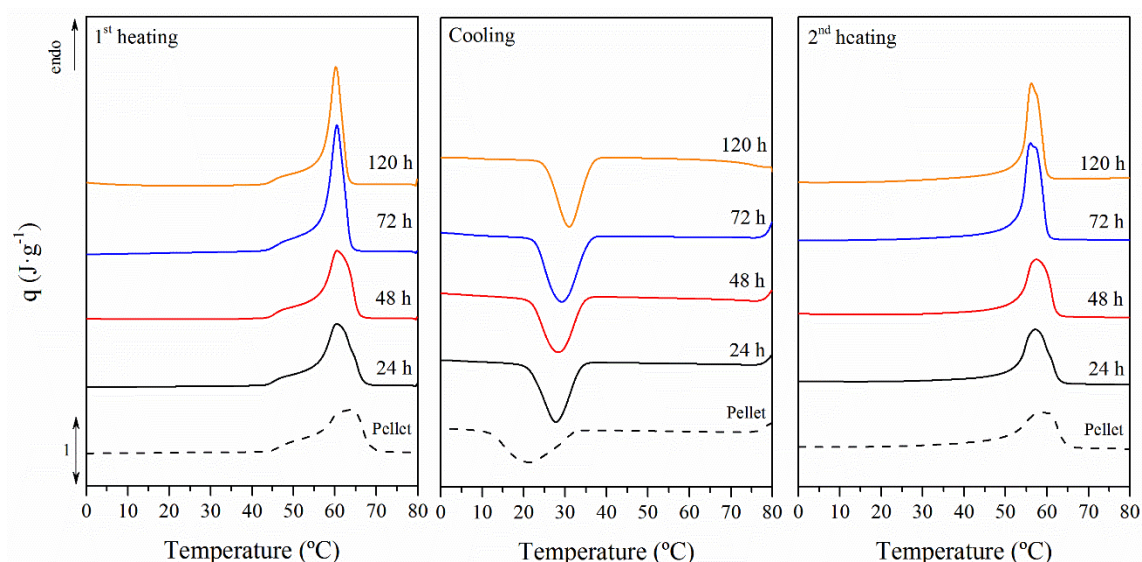 endo
q (J·g⁻¹)
1
1ˢᵗ heating
120 h
72 h
48 h
24 h
Pellet
0 10 20 30 40 50 60 70 80
Temperature (ºC)
Cooling
120 h
72 h
48 h
24 h
Pellet
0 10 20 30 40 50 60 70 80
Temperature (ºC)
2ⁿᵈ heating
120 h
72 h
48 h
24 h
Pellet
0 10 20 30 40 50 60 70 80
Temperature (ºC)